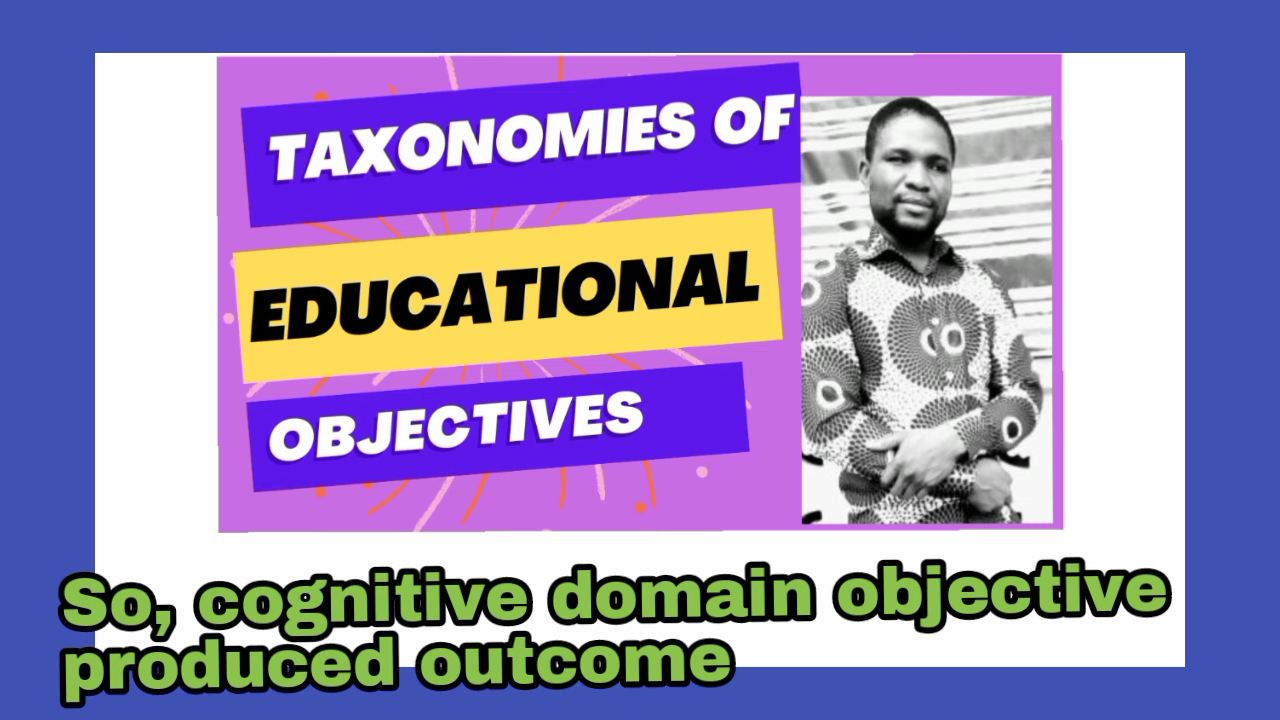 TAXONOMIES OF
EDUCATIONAL
OBJECTIVES
So, cognitive domain objective
produced outcome